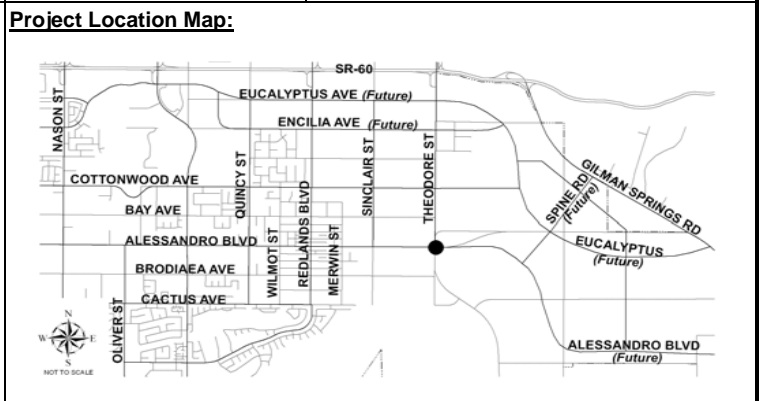 Project Location Map:
SR-60
EUCALYPTUS AVE (Future)
ENCILIA AVE (Future)
NASON ST
COTTONWOOD AVE
QUINCY ST
SINCLAIR ST
THEODORE ST
GILMAN SPRINGS RD
SPINE RD
(Future)
BAY AVE
REDLANDS BLVD
WILMOT ST
MERWIN ST
ALESSANDRO BLVD
EUCALYPTUS
(Future)
BRODIAEA AVE
CACTUS AVE
OLIVER ST
N
W
E
S
NOT TO SCALE
ALESSANDRO BLVD
(Future)